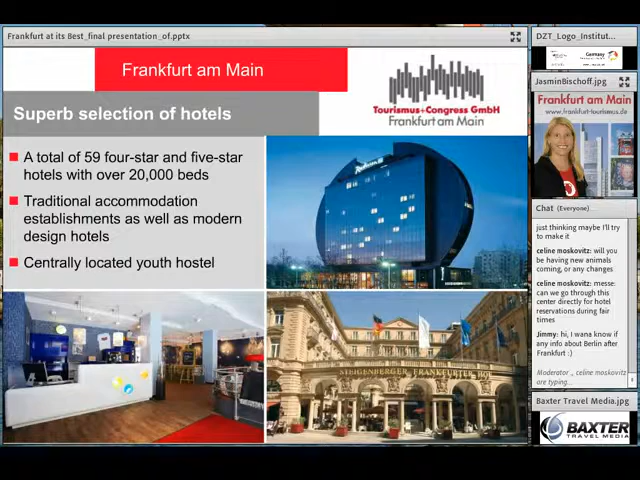 Frankfurt at its Best_final presentation_of.pptx
Frankfurt am Main
Superb selection of hotels
Tourismus+Congress GmbH
Frankfurt am Main
A total of 59 four-star and five-star
hotels with over 20,000 beds
Traditional accommodation
establishments as well as modern
design hotels
Centrally located youth hostel
Radisson
STEIGENBERGER FRANKFURTER HOF
DZT_Logo_Institut...
Germany
JasminBischoff.jpg
Frankfurt am Main
www.frankfurt-tourismus.de
Chat (Everyone)...
just thinking maybe I'll try
to make it
celine moskovitz: will you
be having new animals
coming, or any changes
celine moskovitz: messe:
can we go through this
center directly for hotel
reservations during fair
times
Jimmy: hi, I wana know if
any info about Berlin after
Frankfurt :)
Moderator ., celine moskovitz
are typing...
Baxter Travel Media.jpg
BAXTER
TRAVEL MEDIA